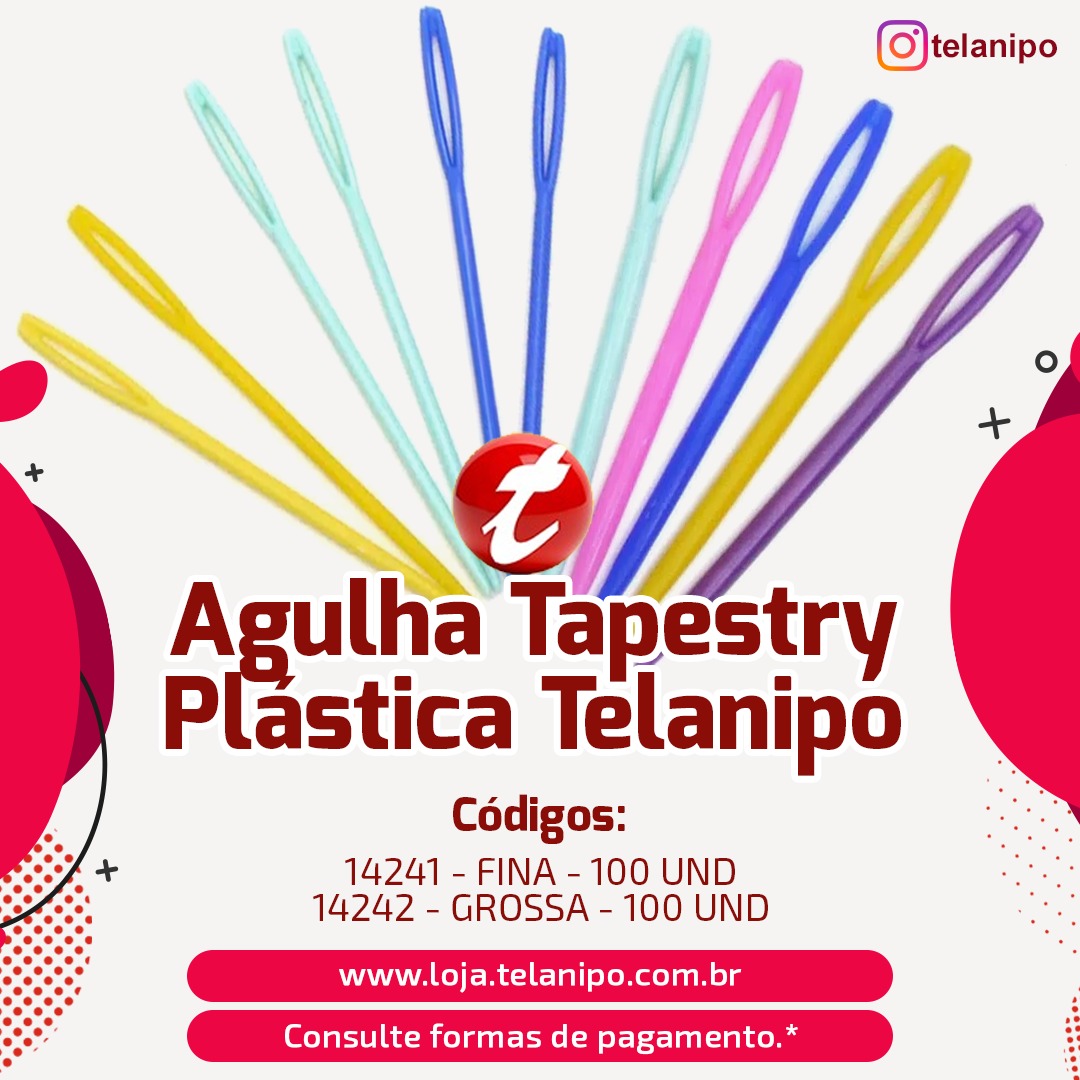 telanipo
t
Agulha Tapestry
Plástica Telanipo
Códigos:
14241 - FINA - 100 UND
14242 - GROSSA - 100 UND
www.loja.telanipo.com.br
Consulte formas de pagamento.*